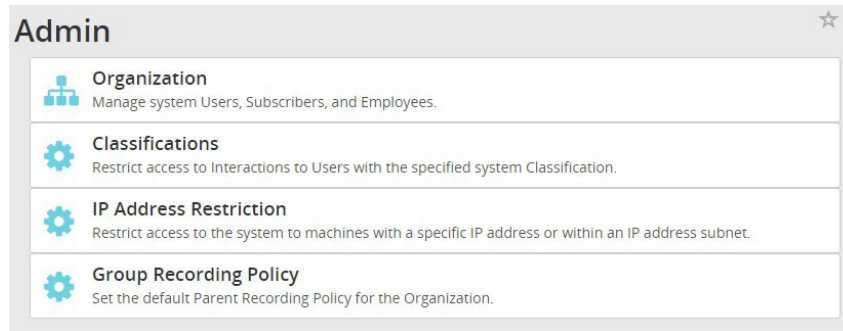 Admin
Organization
Manage system Users, Subscribers, and Employees.
Classifications
Restrict access to Interactions to Users with the specified system Classification.
IP Address Restriction
Restrict access to the system to machines with a specific IP address or within an IP address subnet.
Group Recording Policy
Set the default Parent Recording Policy for the Organization.